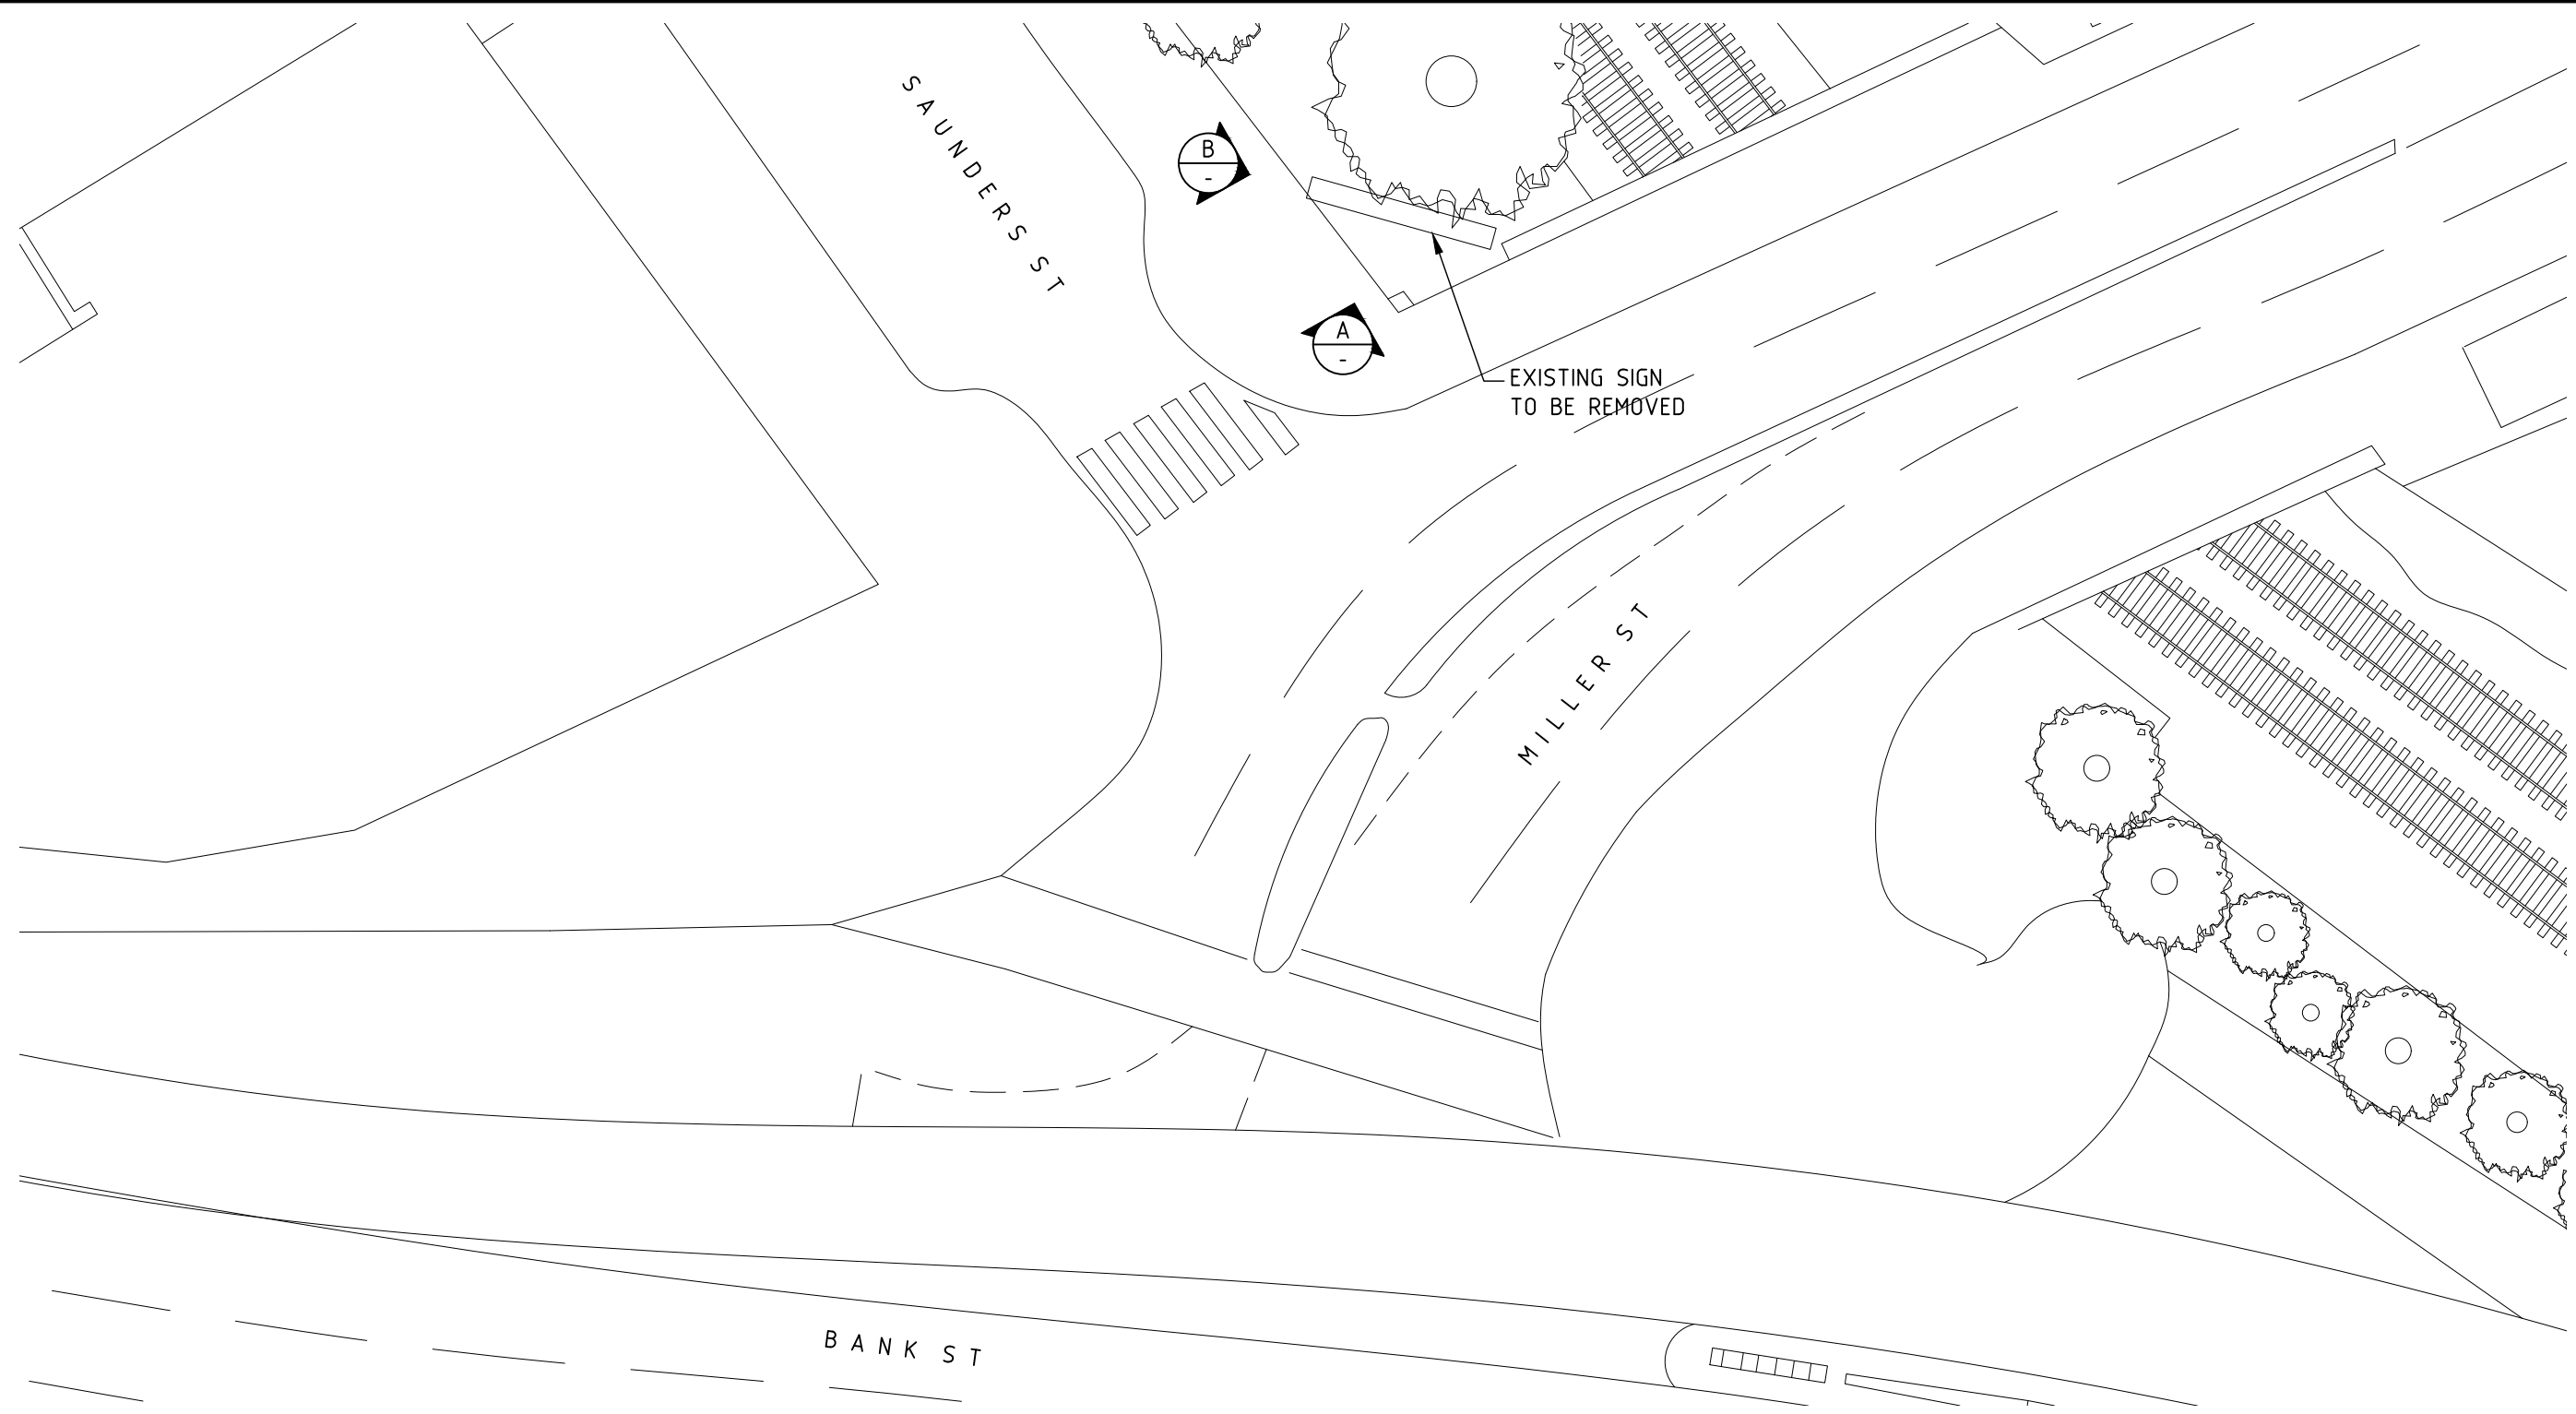 SAUNDERS ST
B
-
A
-
EXISTING SIGN
TO BE REMOVED
MILLER ST
BANK ST